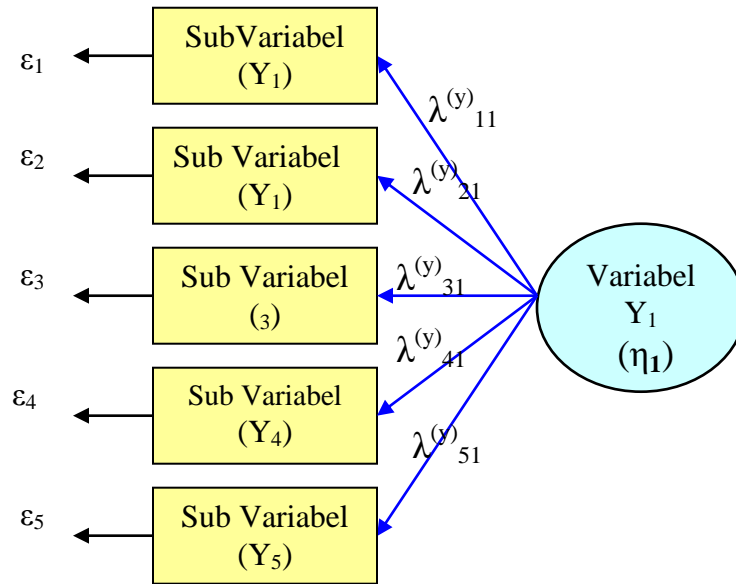 ε₁
SubVariabel
(Y₁)
λ⁽ʸ⁾₁₁
ε₂
Sub Variabel
(Y₁)
λ⁽ʸ⁾₂₁
ε₃
Sub Variabel
(₃)
λ⁽ʸ⁾₃₁
Variabel
Y₁
(η₁)
ε₄
Sub Variabel
(Y₄)
λ⁽ʸ⁾₄₁
ε₅
Sub Variabel
(Y₅)
λ⁽ʸ⁾₅₁